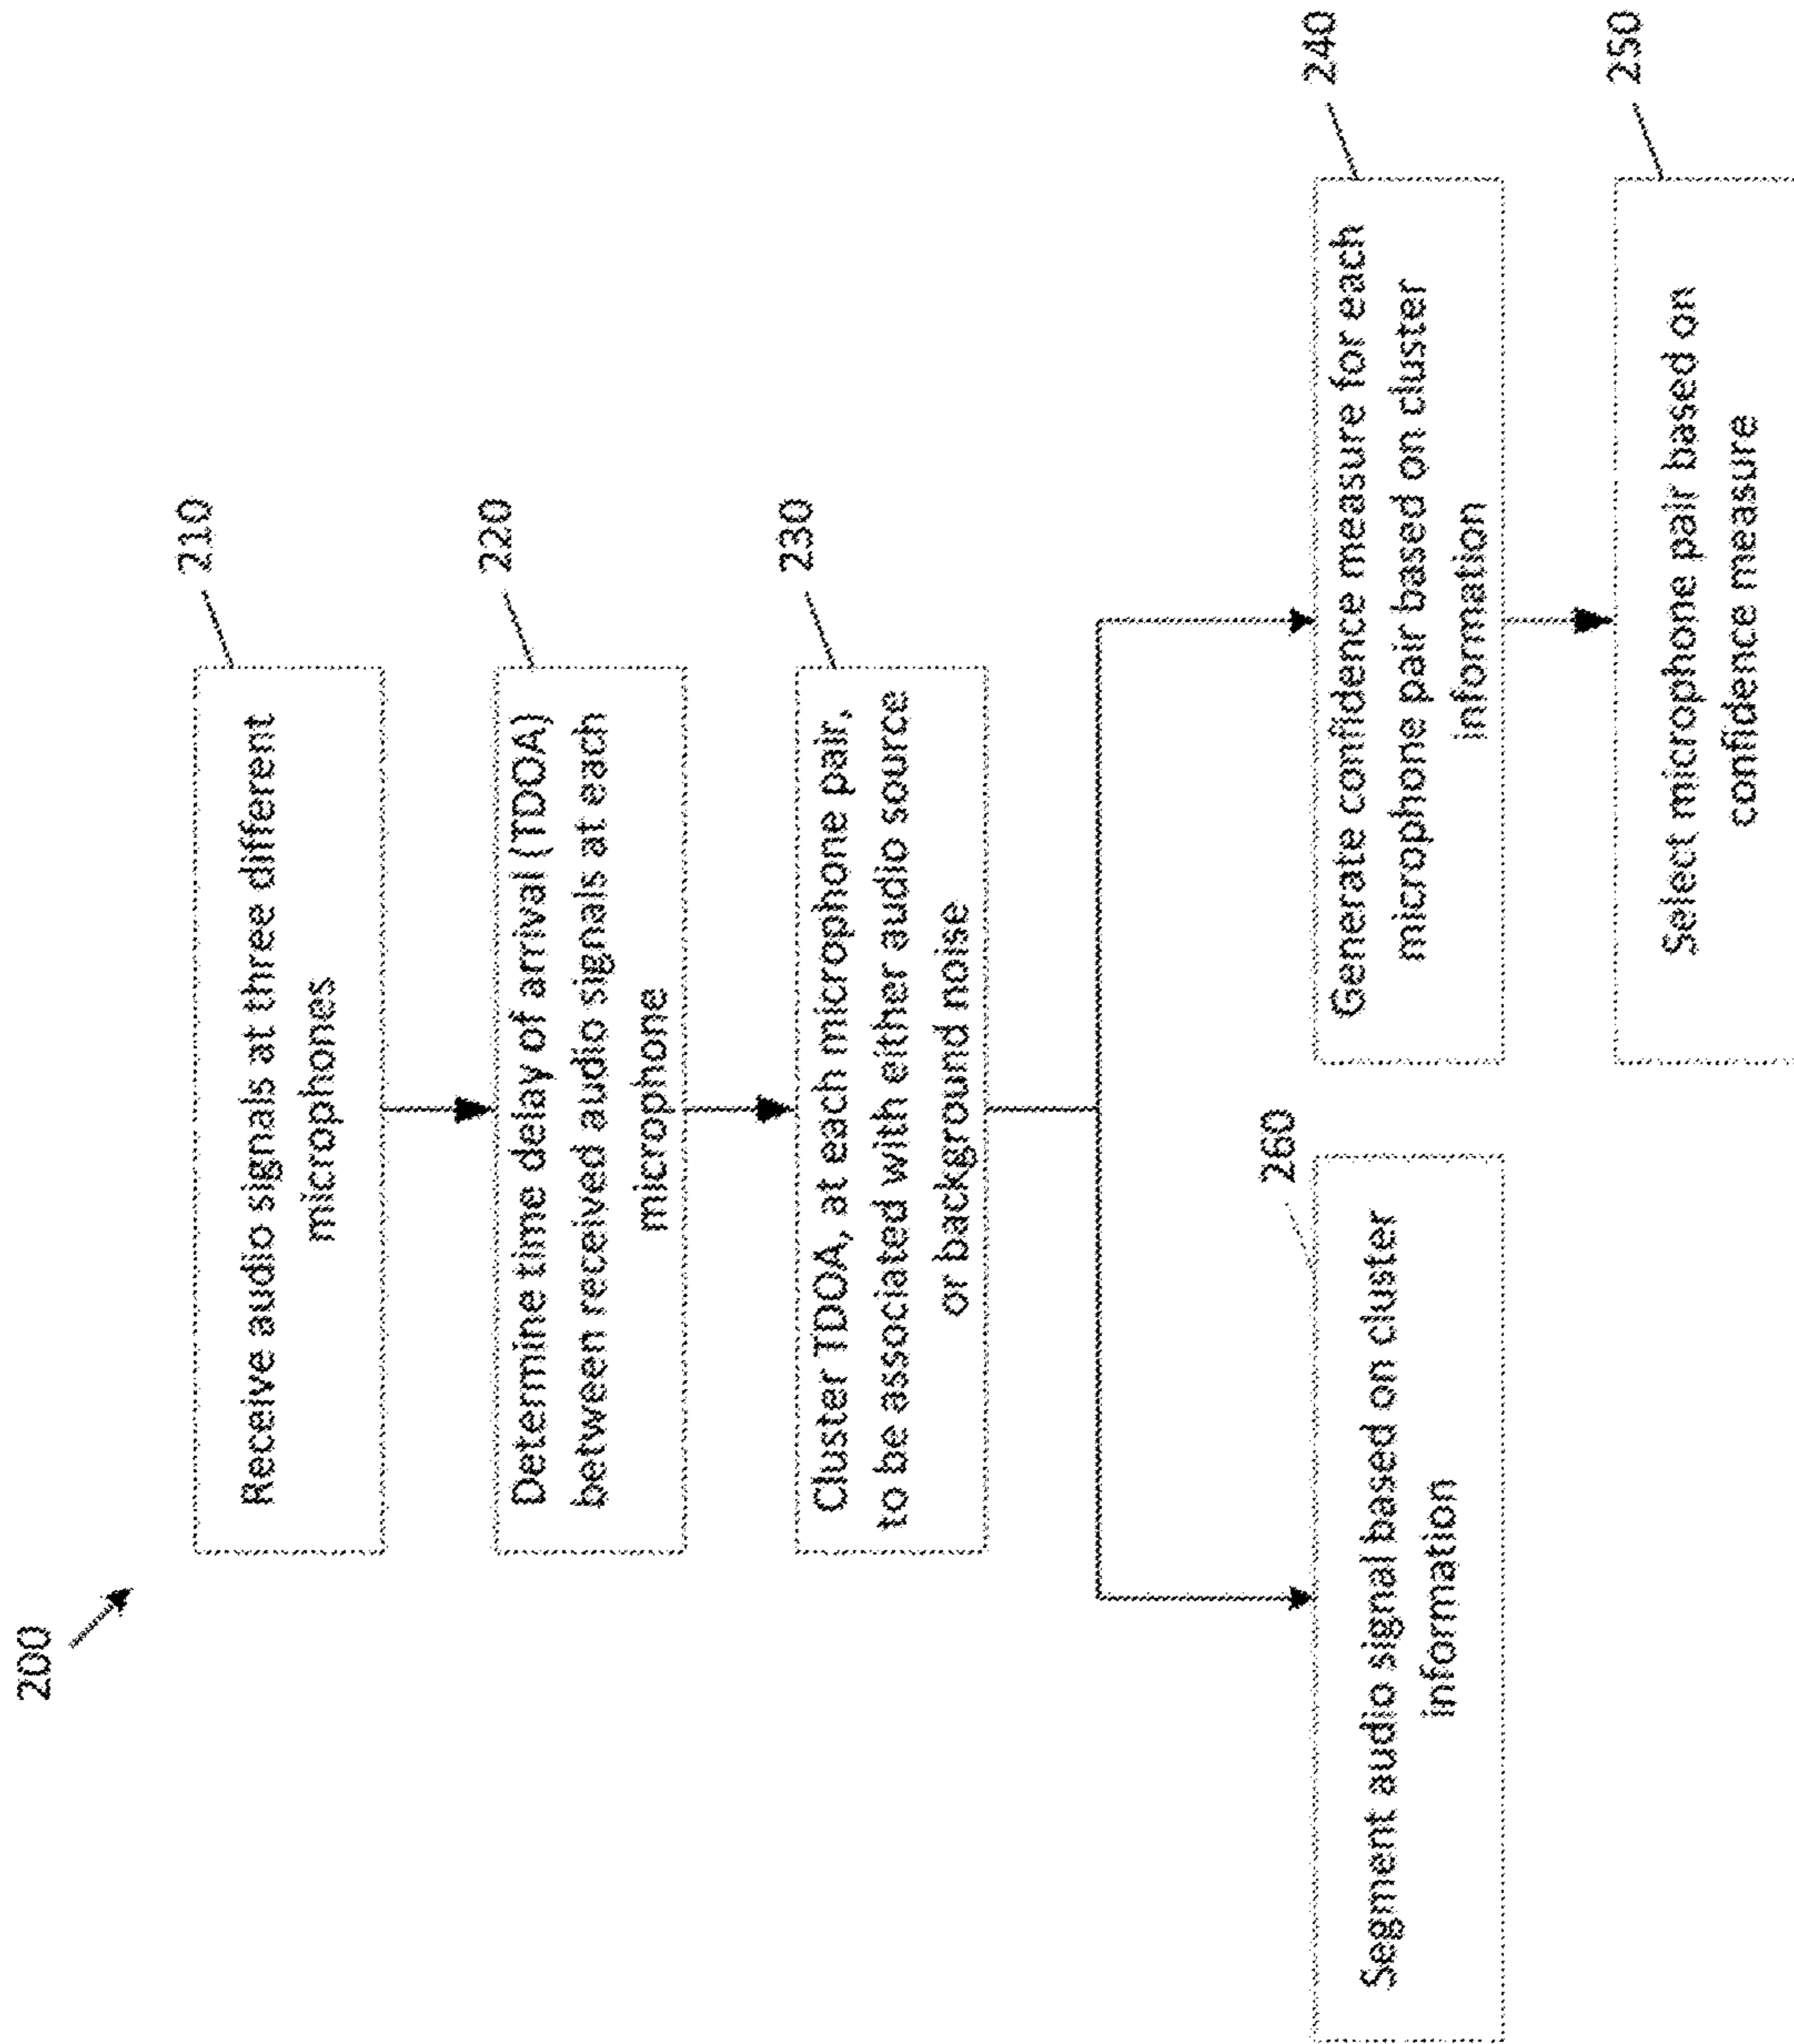 200
210
Receive audio signals at three different
microphones
220
Determine time delay of arrival (TDOA)
between received audio signals at each
microphone
230
Cluster TDOA, at each microphone pair,
to be associated with either audio source
or background noise
260
Segment audio signal based on cluster
information
240
Generate confidence measure for each
microphone pair based on cluster
information
250
Select microphone pair based on
confidence measure